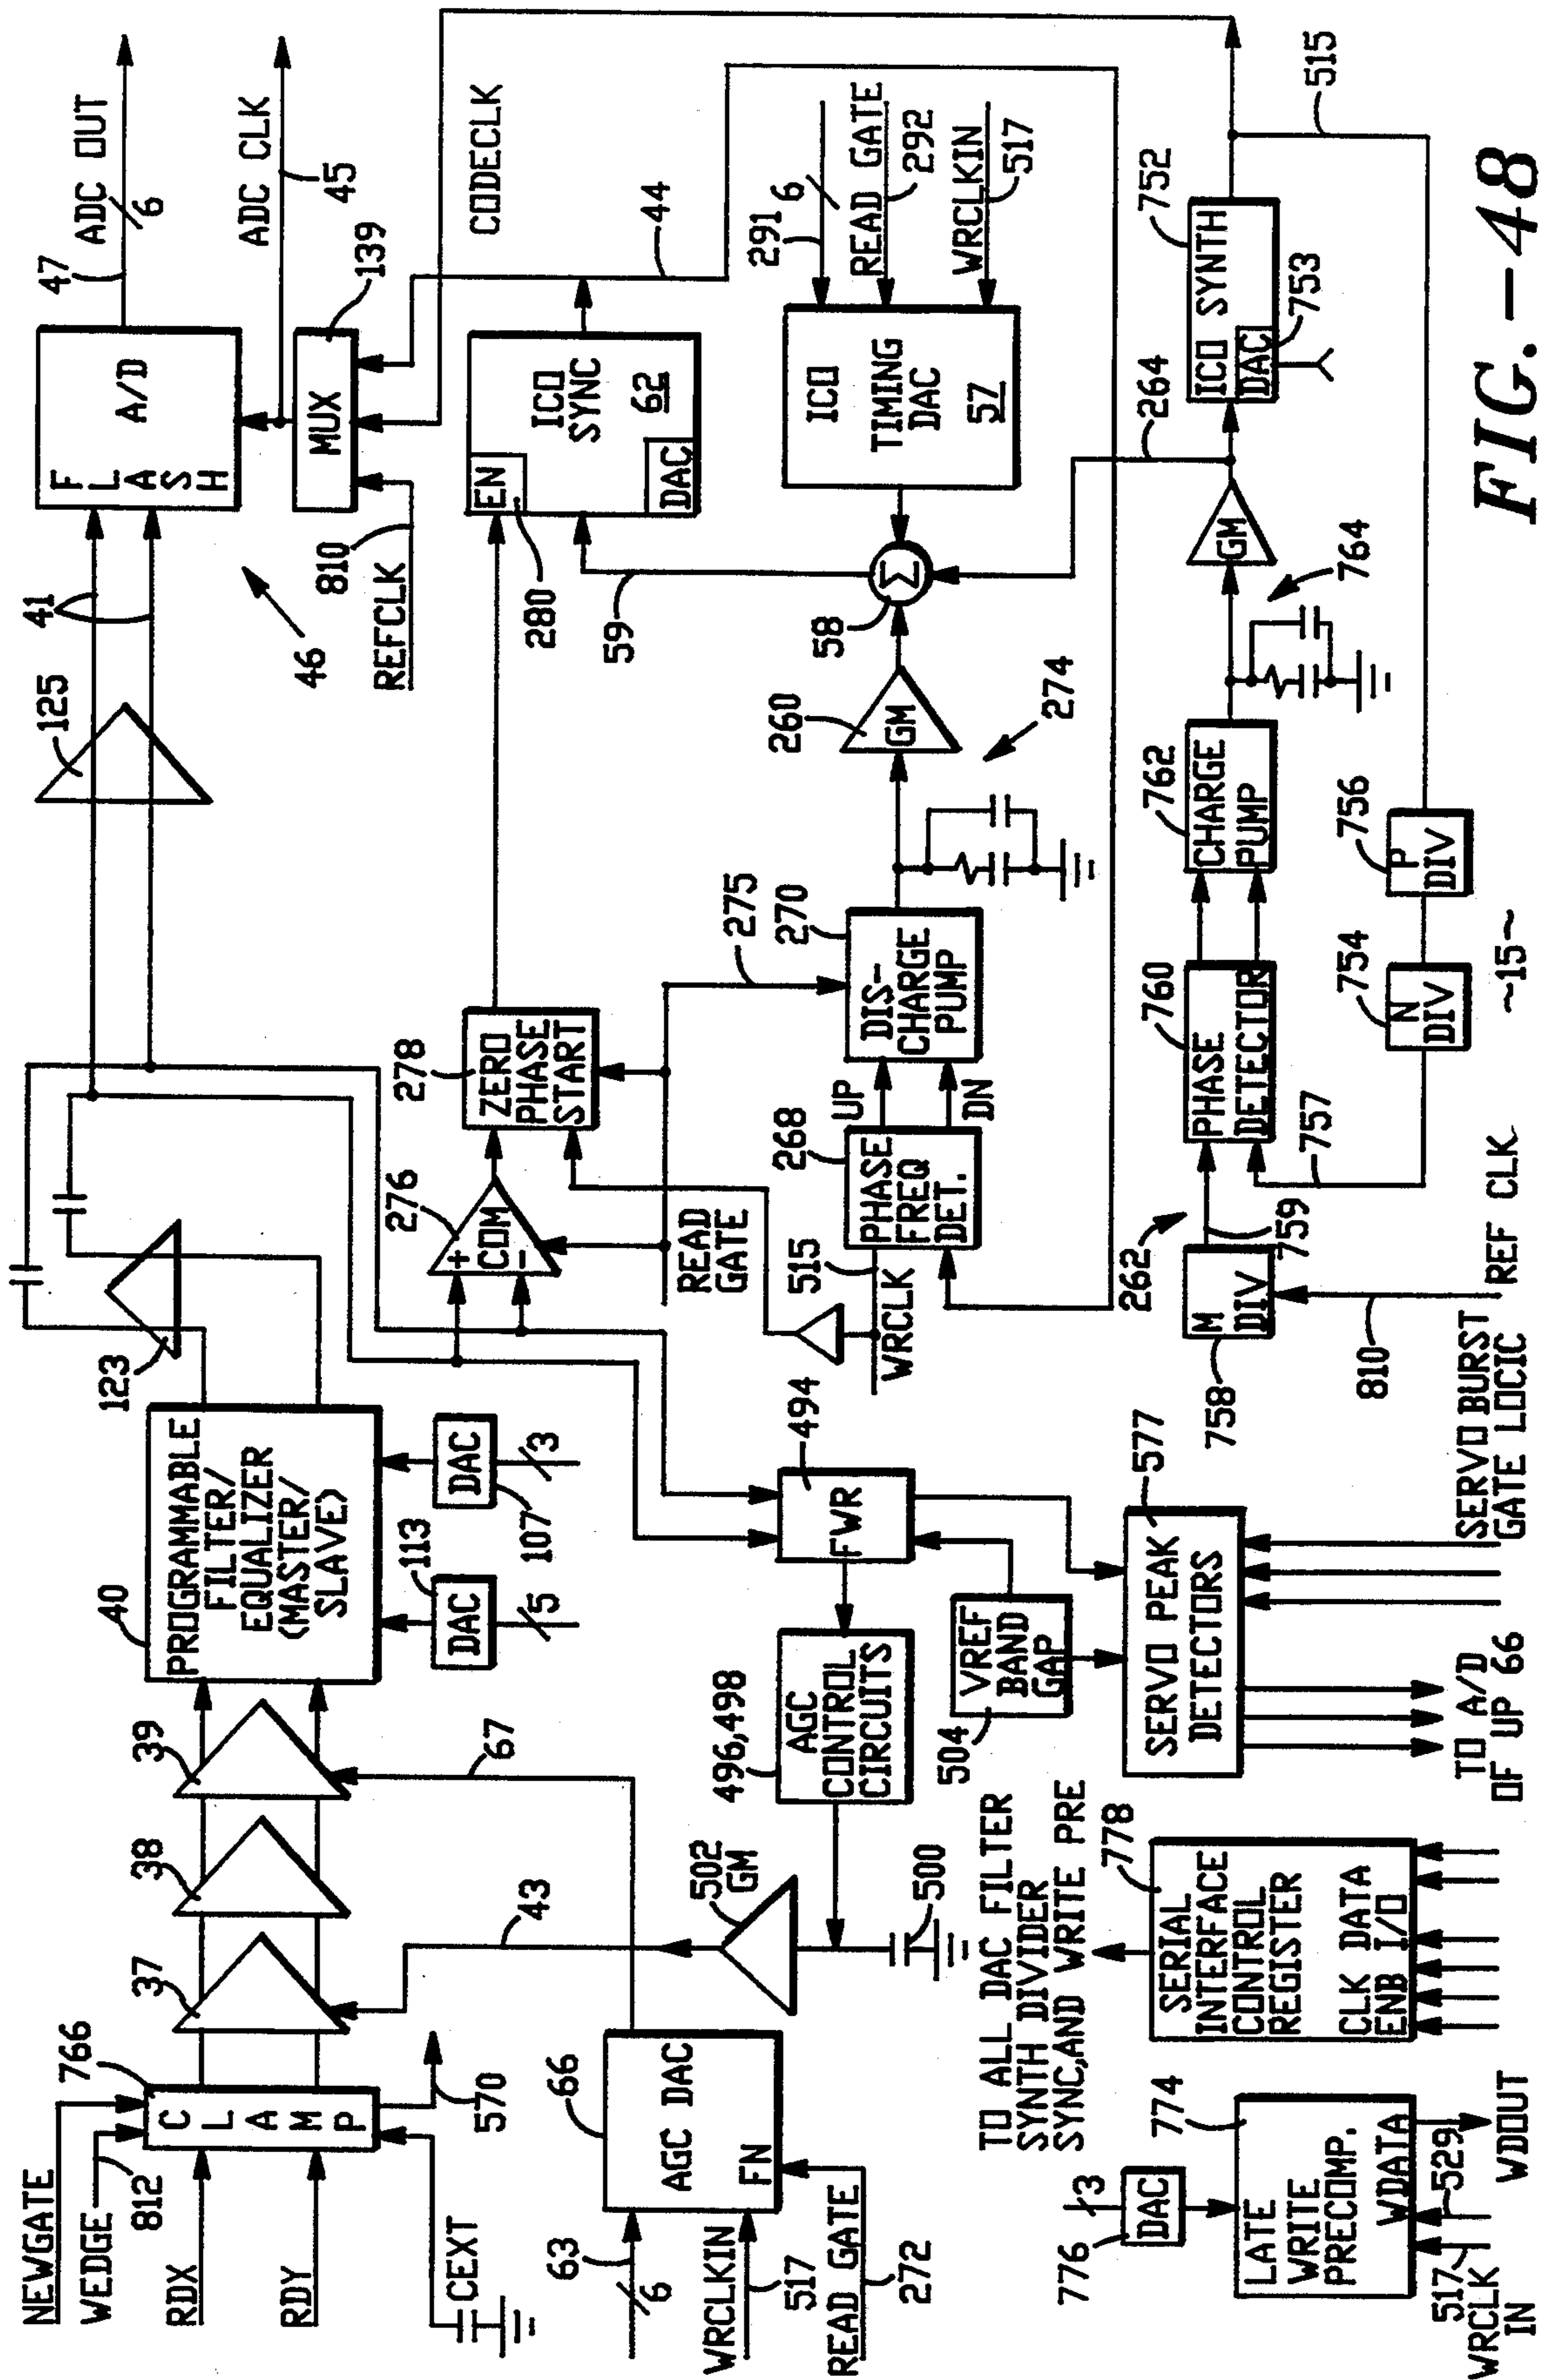 NEWGATE
WEDGE
812
RDX
RDY
CEXT
766
C
L
A
M
P
570
37
38
39
43
67
40
PROGRAMMABLE
FILTER/
EQUALIZER
(MASTER/
SLAVE)
113
DAC
5
107
DAC
3
123
125
41
46
F
L
A
S
H
A/D
47
ADC OUT
6
ADC CLK
45
139
MUX
810
REFCLK
CODECLK
44
63
6
WRCLKIN
517
READ GATE
272
66
AGC DAC
FN
502
GM
500
496,498
AGC
CONTROL
CIRCUITS
494
FWR
504
VREF
BAND
GAP
577
SERVO PEAK
DETECTORS
TO A/D
OF UP 66
SERVO BURST
GATE LOCIC
276
+
COM
-
READ
GATE
278
ZERO
PHASE
START
280
EN
ICO
SYNC
62
DAC
59
515
WRCLK
268
PHASE
FREQ
DET.
UP
DN
275
270
DIS-
CHARGE
PUMP
274
260
GM
58
Σ
ICO
TIMING
DAC
57
291
6
READ GATE
292
WRCLKIN
517
262
758
M
DIV
759
810
REF CLK
757
760
PHASE
DETECTOR
762
CHARGE
PUMP
764
GM
264
752
ICO SYNTH
DAC
753
515
754
N
DIV
756
P
DIV
~15~
776
DAC
3
774
LATE
WRITE
PRECOMP.
WDATA
517
WRCLK
IN
529
WDOUT
TO ALL DAC FILTER
SYNTH DIVIDER
SYNC,AND WRITE PRE
778
SERIAL
INTERFACE
CONTROL
REGISTER
CLK DATA
ENB I/O
FIG.-48